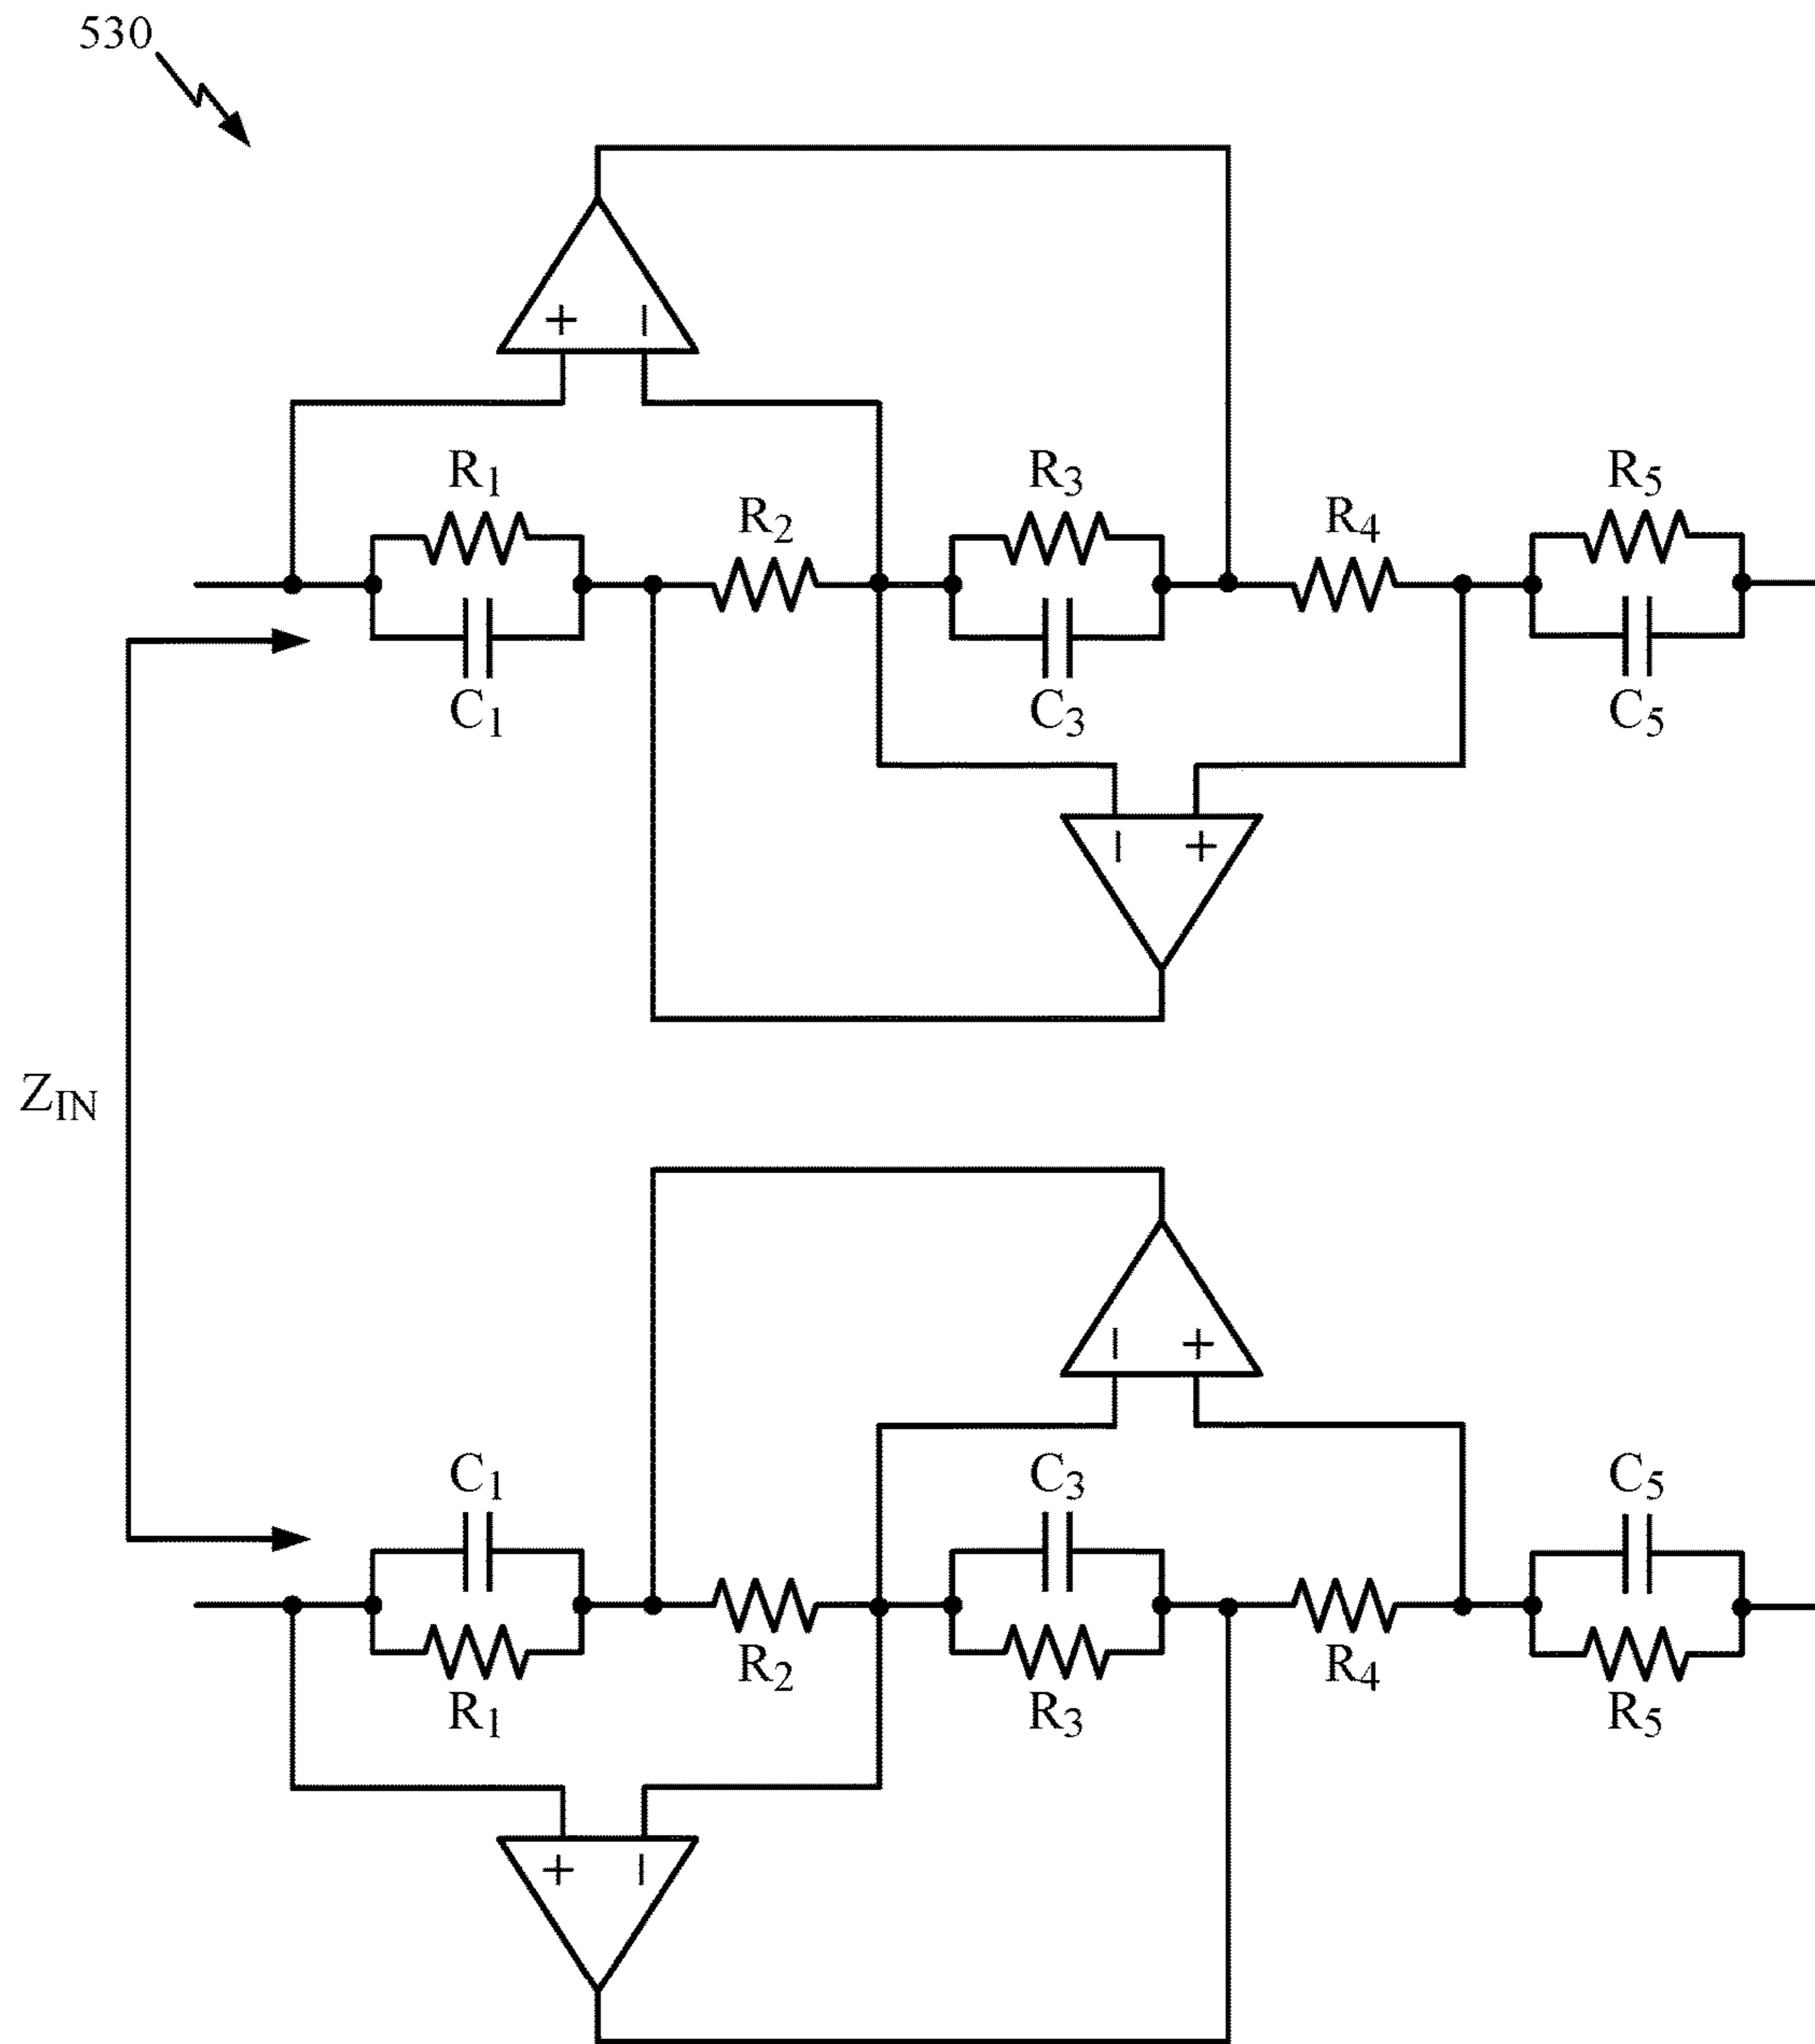 530
+ −
R1 R2 R3 R4 R5
C1 C3 C5
− +
ZIN
− +
C1 C3 C5
R1 R2 R3 R4 R5
+ −